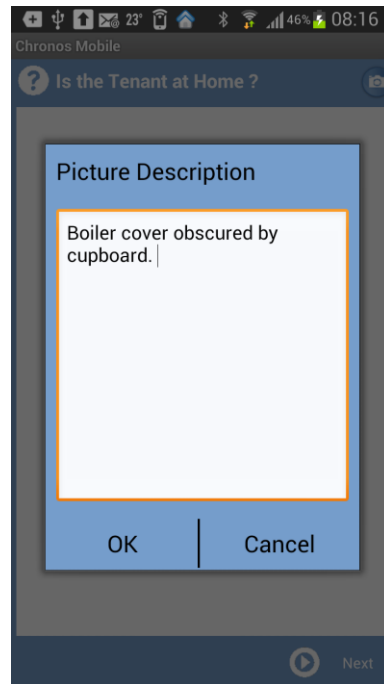 23° 46% 08:16
Chronos Mobile
? Is the Tenant at Home ?
Picture Description
Boiler cover obscured by
cupboard.
OK Cancel
Next